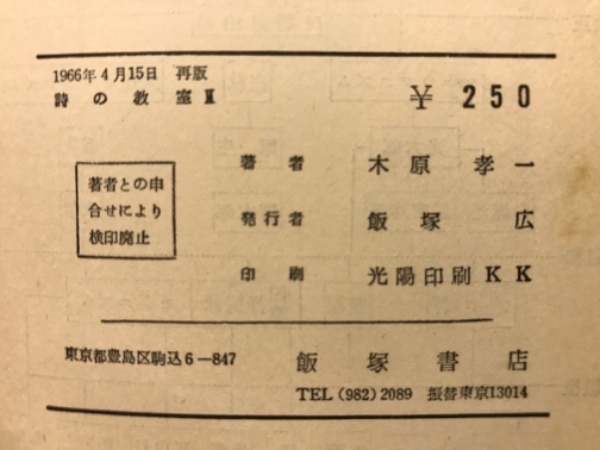 1966年4月15日 再版
詩の教室Ⅱ
¥ 250
著者との申
合せにより
検印廃止
著者 木原孝一
発行者 飯塚広
印刷 光陽印刷KK
東京都豊島区駒込6―847 飯塚書店
TEL(982)2089 振替東京13014